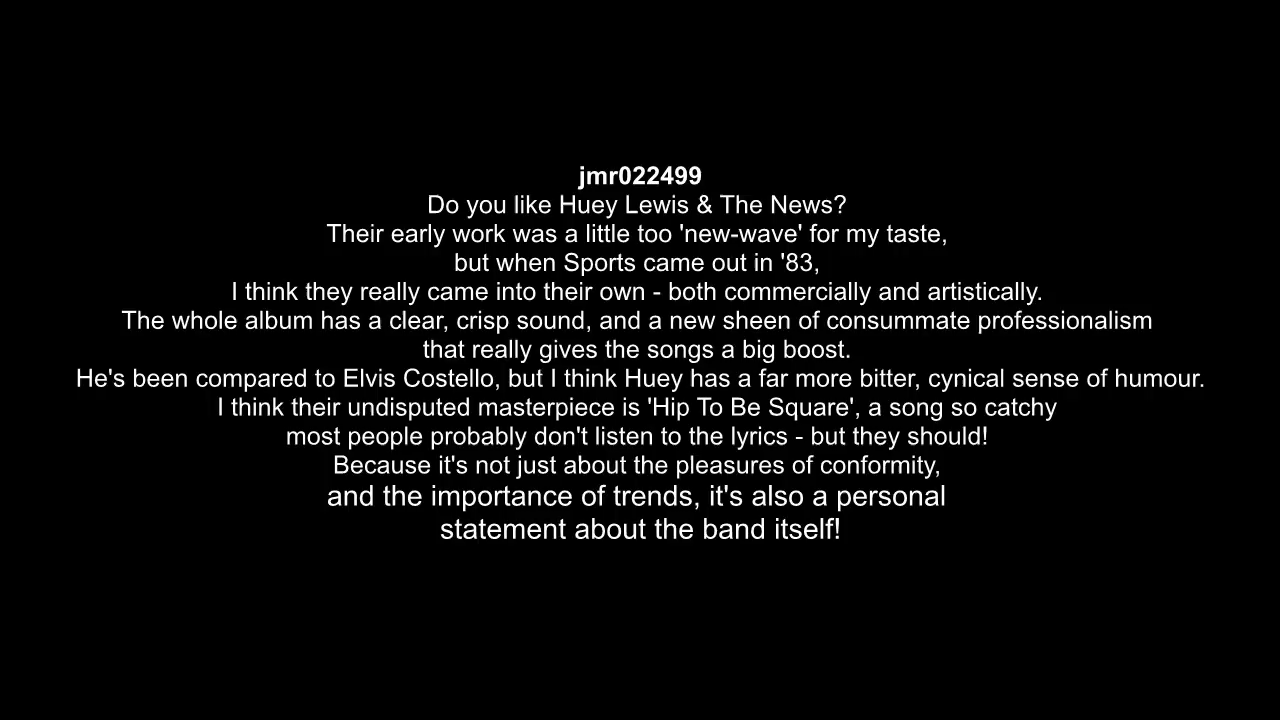 jmr022499
Do you like Huey Lewis & The News?
Their early work was a little too 'new-wave' for my taste,
but when Sports came out in '83,
I think they really came into their own - both commercially and artistically.
The whole album has a clear, crisp sound, and a new sheen of consummate professionalism
that really gives the songs a big boost.
He's been compared to Elvis Costello, but I think Huey has a far more bitter, cynical sense of humour.
I think their undisputed masterpiece is 'Hip To Be Square', a song so catchy
most people probably don't listen to the lyrics - but they should!
Because it's not just about the pleasures of conformity,
and the importance of trends, it's also a personal
statement about the band itself!